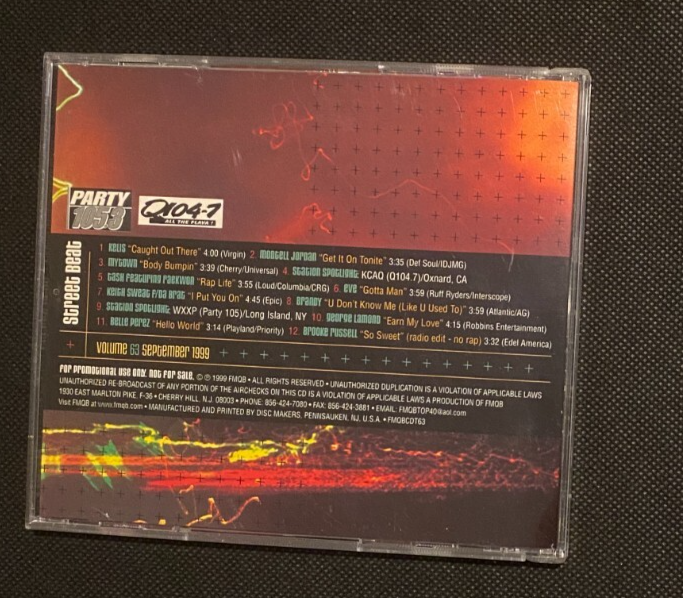 PARTY
105.3
Q104-7
ALL THE FLAVA!
Street Beat
1. Kelis "Caught Out There" 4:00 (Virgin) 2. Montell Jordan "Get It On Tonite" 3:35 (Def Soul/IDJMG)
3. Mytown "Body Bumpin" 3:39 (Cherry/Universal) 4. Station Spotlight: KCAQ (Q104.7)/Oxnard, CA
5. Cash Featuring Raekwon "Rap Life" 3:55 (Loud/Columbia/CRG) 6. Eve "Gotta Man" 3:59 (Ruff Ryders/Interscope)
7. Keith Sweat f/Da Brat "I Put You On" 4:45 (Epic) 8. Brandy "U Don't Know Me (Like U Used To)" 3:59 (Atlantic/AG)
9. Station Spotlight: WXXP (Party 105)/Long Island, NY 10. George Lamond "Earn My Love" 4:15 (Robbins Entertainment)
11. Belle Perez "Hello World" 3:14 (Playland/Priority) 12. Brooke Russell "So Sweet" (radio edit - no rap) 3:32 (Edel America)
Volume 63 September 1999
For promotional use only. Not for sale. © ℗ 1999 FMQB • ALL RIGHTS RESERVED • UNAUTHORIZED DUPLICATION IS A VIOLATION OF APPLICABLE LAWS
UNAUTHORIZED RE-BROADCAST OF ANY PORTION OF THE AIRCHECKS ON THIS CD IS A VIOLATION OF APPLICABLE LAWS A PRODUCTION OF FMQB
1930 EAST MARLTON PIKE, F-36 • CHERRY HILL, NJ 08003 • PHONE: 856-424-7080 • FAX: 856-424-3881 • EMAIL: FMQBTOP40@aol.com
Visit FMQB at www.fmqb.com • MANUFACTURED AND PRINTED BY DISC MAKERS, PENNSAUKEN, NJ, U.S.A. • FMQBCDT63